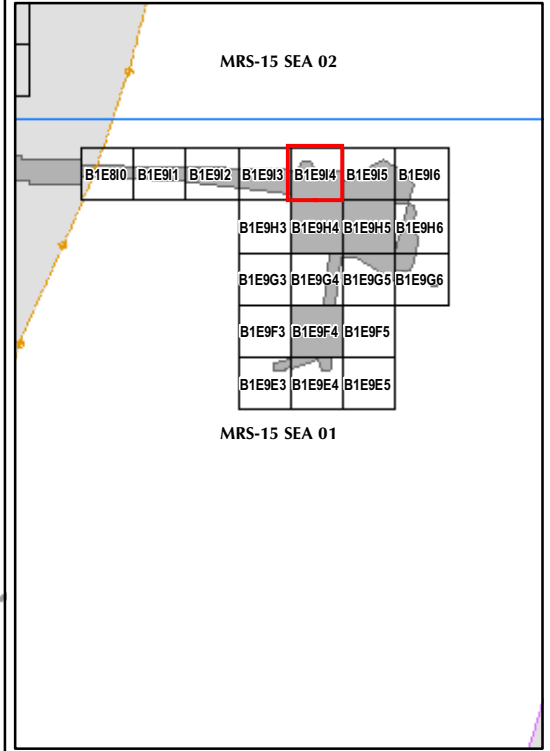 MRS-15 SEA 02
B1E8I0 B1E9I1 B1E9I2 B1E9I3 B1E9I4 B1E9I5 B1E9I6
B1E9H3 B1E9H4 B1E9H5 B1E9H6
B1E9G3 B1E9G4 B1E9G5 B1E9G6
B1E9F3 B1E9F4 B1E9F5
B1E9E3 B1E9E4 B1E9E5
MRS-15 SEA 01